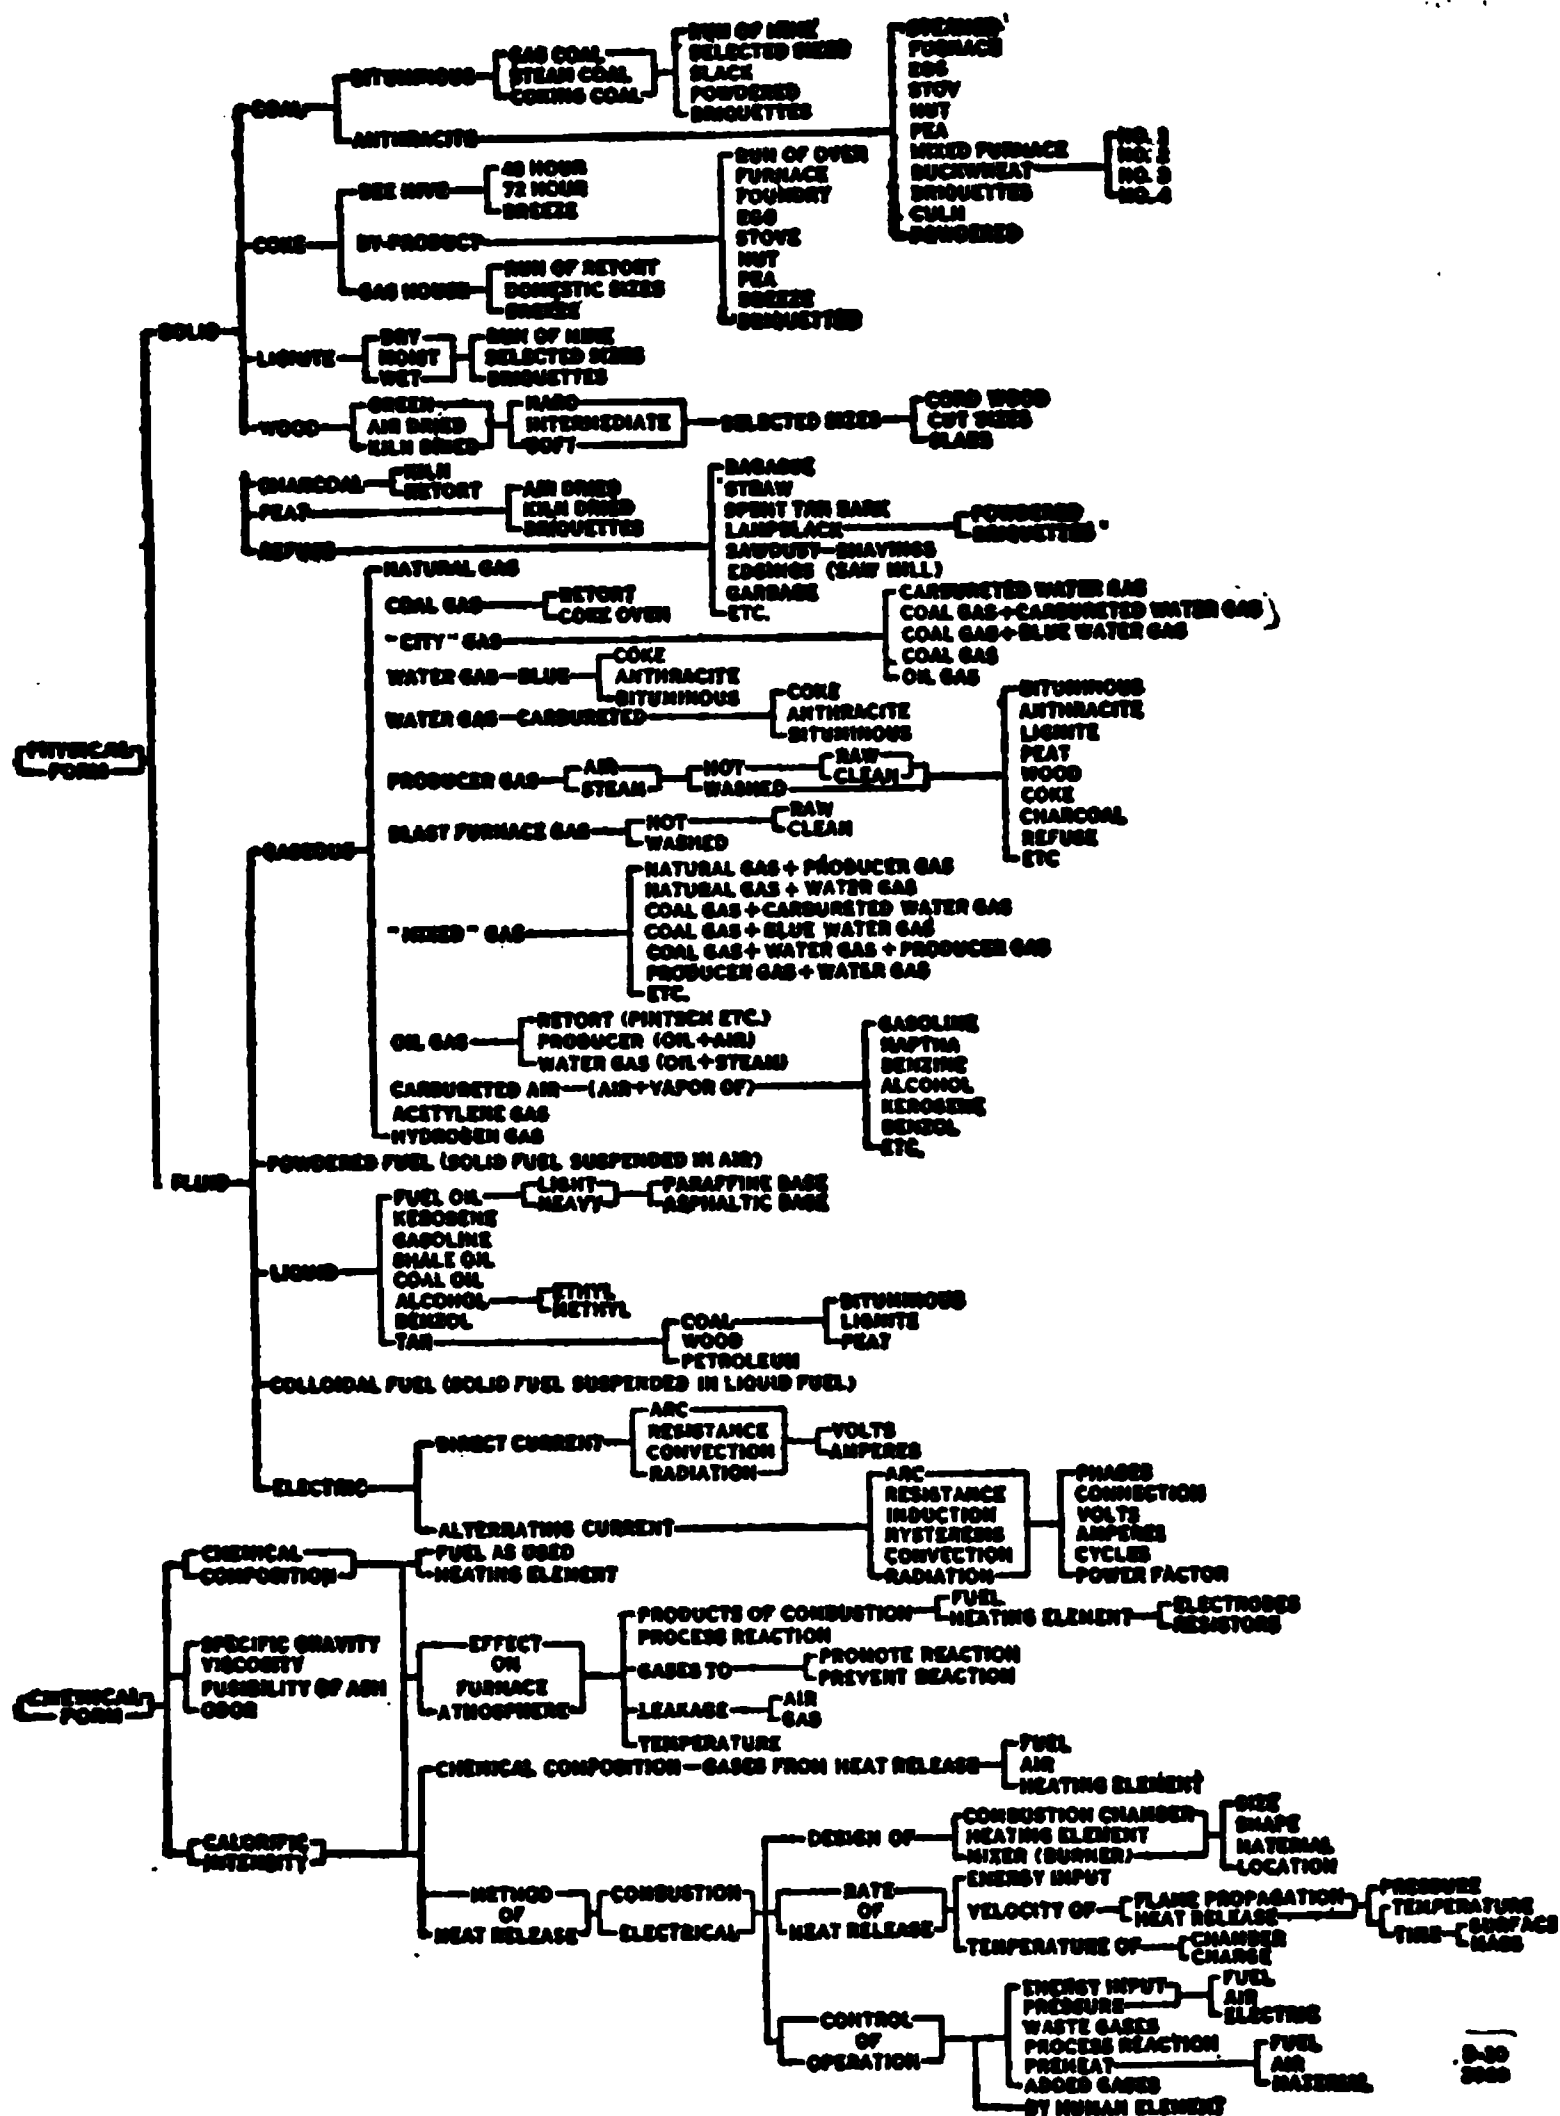 PHYSICAL
FORM
SOLID
COAL
BITUMINOUS
GAS COAL
STEAM COAL
COKING COAL
RUN OF MINE
SELECTED SIZES
SLACK
POWDERED
BRIQUETTES
ANTHRACITE
STEAMER
FURNACE
EGG
STOV
NUT
PEA
MIXED FURNACE
BUCKWHEAT
NO. 1
NO. 2
NO. 3
NO. 4
BRIQUETTES
CULM
POWDERED
COKE
BEE HIVE
48 HOUR
72 HOUR
BREEZE
BY-PRODUCT
RUN OF OVEN
FURNACE
FOUNDRY
EGG
STOVE
NUT
PEA
BREEZE
BRIQUETTES
GAS HOUSE
RUN OF RETORT
DOMESTIC SIZES
BREEZE
LIGNITE
DRY
MOIST
WET
RUN OF MINE
SELECTED SIZES
BRIQUETTES
WOOD
GREEN
AIR DRIED
KILN DRIED
HARD
INTERMEDIATE
SOFT
SELECTED SIZES
CORD WOOD
CUT SIZES
SLABS
CHARCOAL
KILN
RETORT
PEAT
AIR DRIED
KILN DRIED
BRIQUETTES
REFUSE
BAGASSE
STRAW
SPENT TAN BARK
LAMPBLACK
POWDERED
BRIQUETTES
SAWDUST-SHAVINGS
EDGINGS (SAW MILL)
GARBAGE
ETC.
FLUID
GASEOUS
NATURAL GAS
COAL GAS
RETORT
COKE OVEN
"CITY" GAS
CARBURETED WATER GAS
COAL GAS + CARBURETED WATER GAS
COAL GAS + BLUE WATER GAS
COAL GAS
OIL GAS
WATER GAS - BLUE
COKE
ANTHRACITE
BITUMINOUS
WATER GAS - CARBURETED
COKE
ANTHRACITE
BITUMINOUS
PRODUCER GAS
AIR
STEAM
HOT
WASHED
RAW
CLEAN
BITUMINOUS
ANTHRACITE
LIGNITE
PEAT
WOOD
COKE
CHARCOAL
REFUSE
ETC
BLAST FURNACE GAS
HOT
WASHED
RAW
CLEAN
"MIXED" GAS
NATURAL GAS + PRODUCER GAS
NATURAL GAS + WATER GAS
COAL GAS + CARBURETED WATER GAS
COAL GAS + BLUE WATER GAS
COAL GAS + WATER GAS + PRODUCER GAS
PRODUCER GAS + WATER GAS
ETC.
OIL GAS
RETORT (PINTSCH ETC.)
PRODUCER (OIL + AIR)
WATER GAS (OIL + STEAM)
CARBURETED AIR - (AIR + VAPOR OF)
GASOLINE
NAPTHA
BENZINE
ALCOHOL
KEROSENE
BENZOL
ETC.
ACETYLENE GAS
HYDROGEN GAS
POWDERED FUEL (SOLID FUEL SUSPENDED IN AIR)
LIQUID
FUEL OIL
LIGHT
HEAVY
PARAFFINE BASE
ASPHALTIC BASE
KEROSENE
GASOLINE
SHALE OIL
COAL OIL
ALCOHOL
ETHYL
METHYL
BENZOL
TAR
COAL
WOOD
PETROLEUM
BITUMINOUS
LIGNITE
PEAT
COLLOIDAL FUEL (SOLID FUEL SUSPENDED IN LIQUID FUEL)
ELECTRIC
DIRECT CURRENT
ARC
RESISTANCE
CONVECTION
RADIATION
VOLTS
AMPERES
ALTERNATING CURRENT
ARC
RESISTANCE
INDUCTION
HYSTERESIS
CONVECTION
RADIATION
PHASES
CONNECTION
VOLTS
AMPERES
CYCLES
POWER FACTOR
CHEMICAL
FORM
CHEMICAL
COMPOSITION
FUEL AS USED
HEATING ELEMENT
SPECIFIC GRAVITY
VISCOSITY
FUSIBILITY OF ASH
ODOR
EFFECT
ON
FURNACE
ATMOSPHERE
PRODUCTS OF COMBUSTION
FUEL
HEATING ELEMENT
ELECTRODES
RESISTORS
PROCESS REACTION
GASES TO
PROMOTE REACTION
PREVENT REACTION
LEAKAGE
AIR
GAS
TEMPERATURE
CALORIFIC
INTENSITY
CHEMICAL COMPOSITION - GASES FROM HEAT RELEASE
FUEL
AIR
HEATING ELEMENT
METHOD
OF
HEAT RELEASE
COMBUSTION
ELECTRICAL
DESIGN OF
COMBUSTION CHAMBER
HEATING ELEMENT
MIXER (BURNER)
SIZE
SHAPE
MATERIAL
LOCATION
RATE
OF
HEAT RELEASE
ENERGY INPUT
VELOCITY OF
FLAME PROPAGATION
HEAT RELEASE
PRESSURE
TEMPERATURE
TIME
SURFACE
MASS
TEMPERATURE OF
CHAMBER
CHARGE
CONTROL
OF
OPERATION
ENERGY INPUT
PRESSURE
FUEL
AIR
ELECTRIC
WASTE GASES
PROCESS REACTION
PREHEAT
FUEL
AIR
MATERIAL
ADDED GASES
BY HUMAN ELEMENT